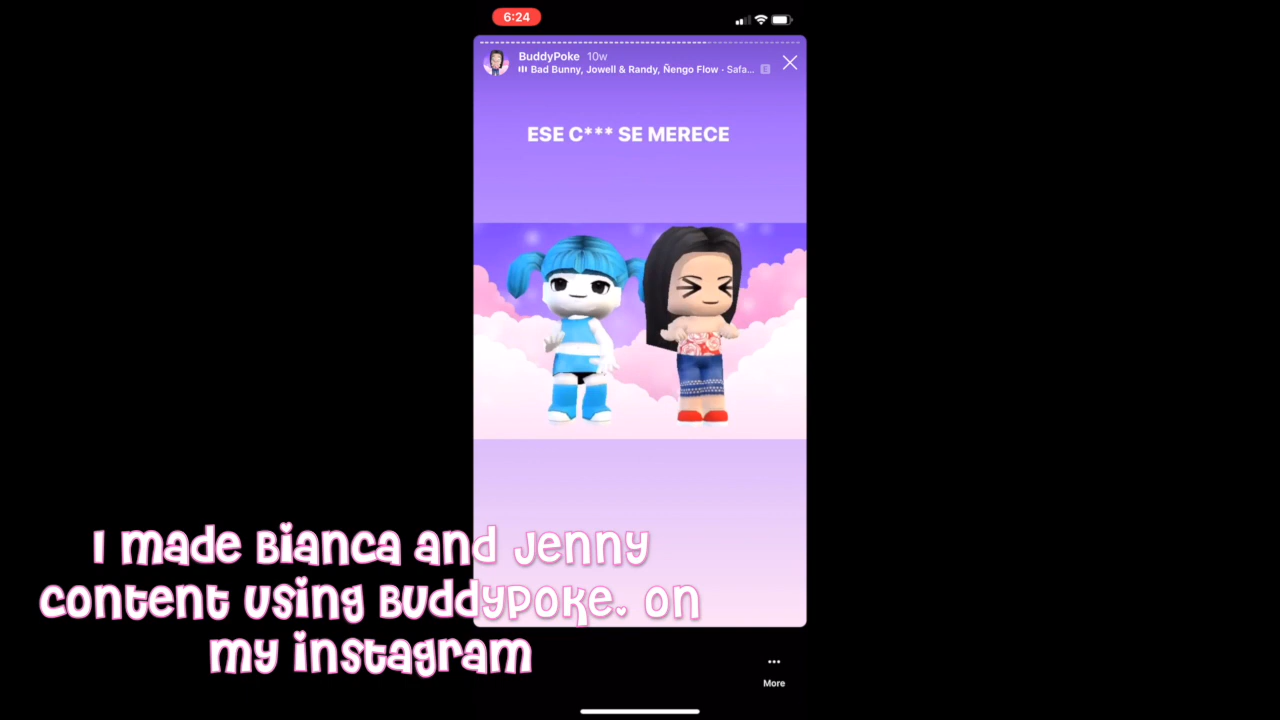 6:24
BuddyPoke 10w
Bad Bunny, Jowell & Randy, Ñengo Flow · Safa... E
ESE C*** SE MERECE
I made Bianca and Jenny
content using Buddypoke. on
my instagram
More